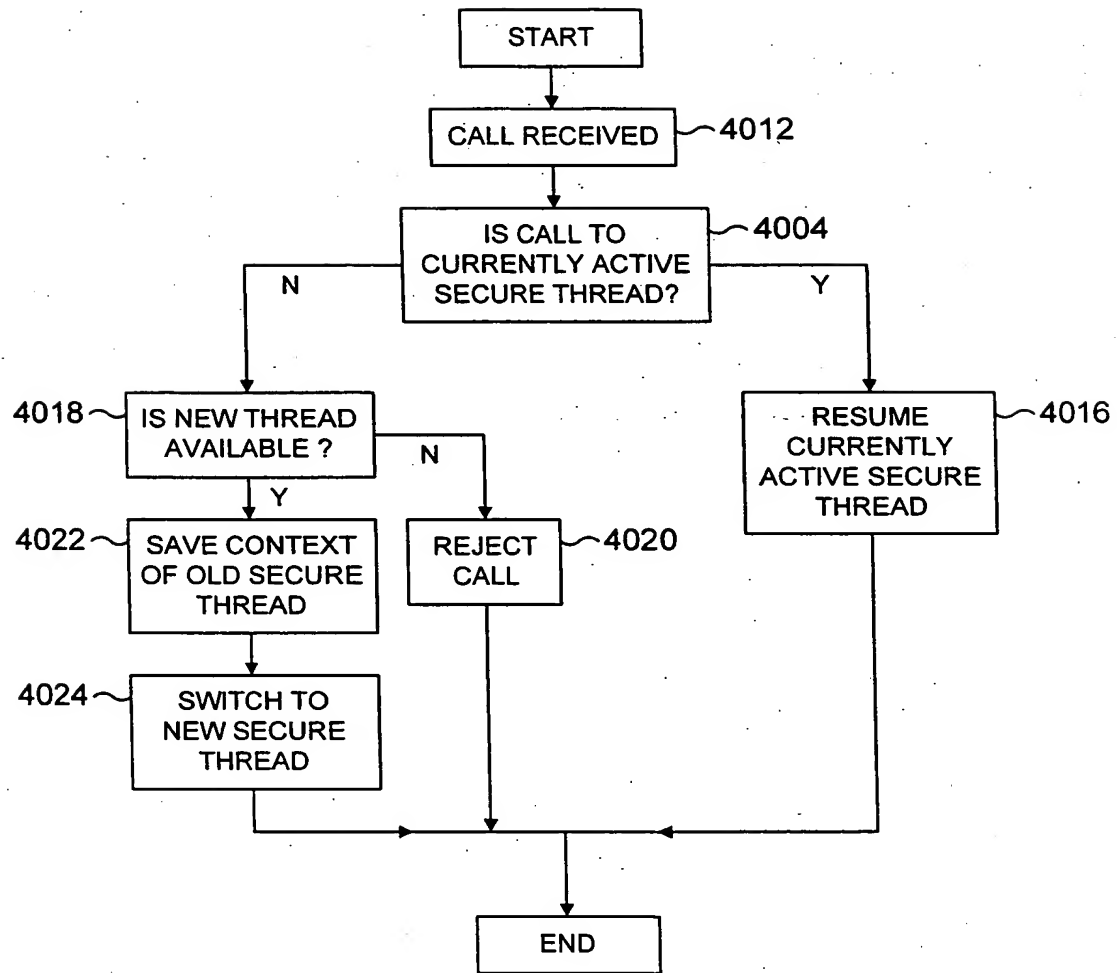 START
CALL RECEIVED
4012
IS CALL TO
CURRENTLY ACTIVE
SECURE THREAD?
4004
N
Y
4018
IS NEW THREAD
AVAILABLE ?
N
Y
RESUME
CURRENTLY
ACTIVE SECURE
THREAD
4016
4022
SAVE CONTEXT
OF OLD SECURE
THREAD
REJECT
CALL
4020
4024
SWITCH TO
NEW SECURE
THREAD
END